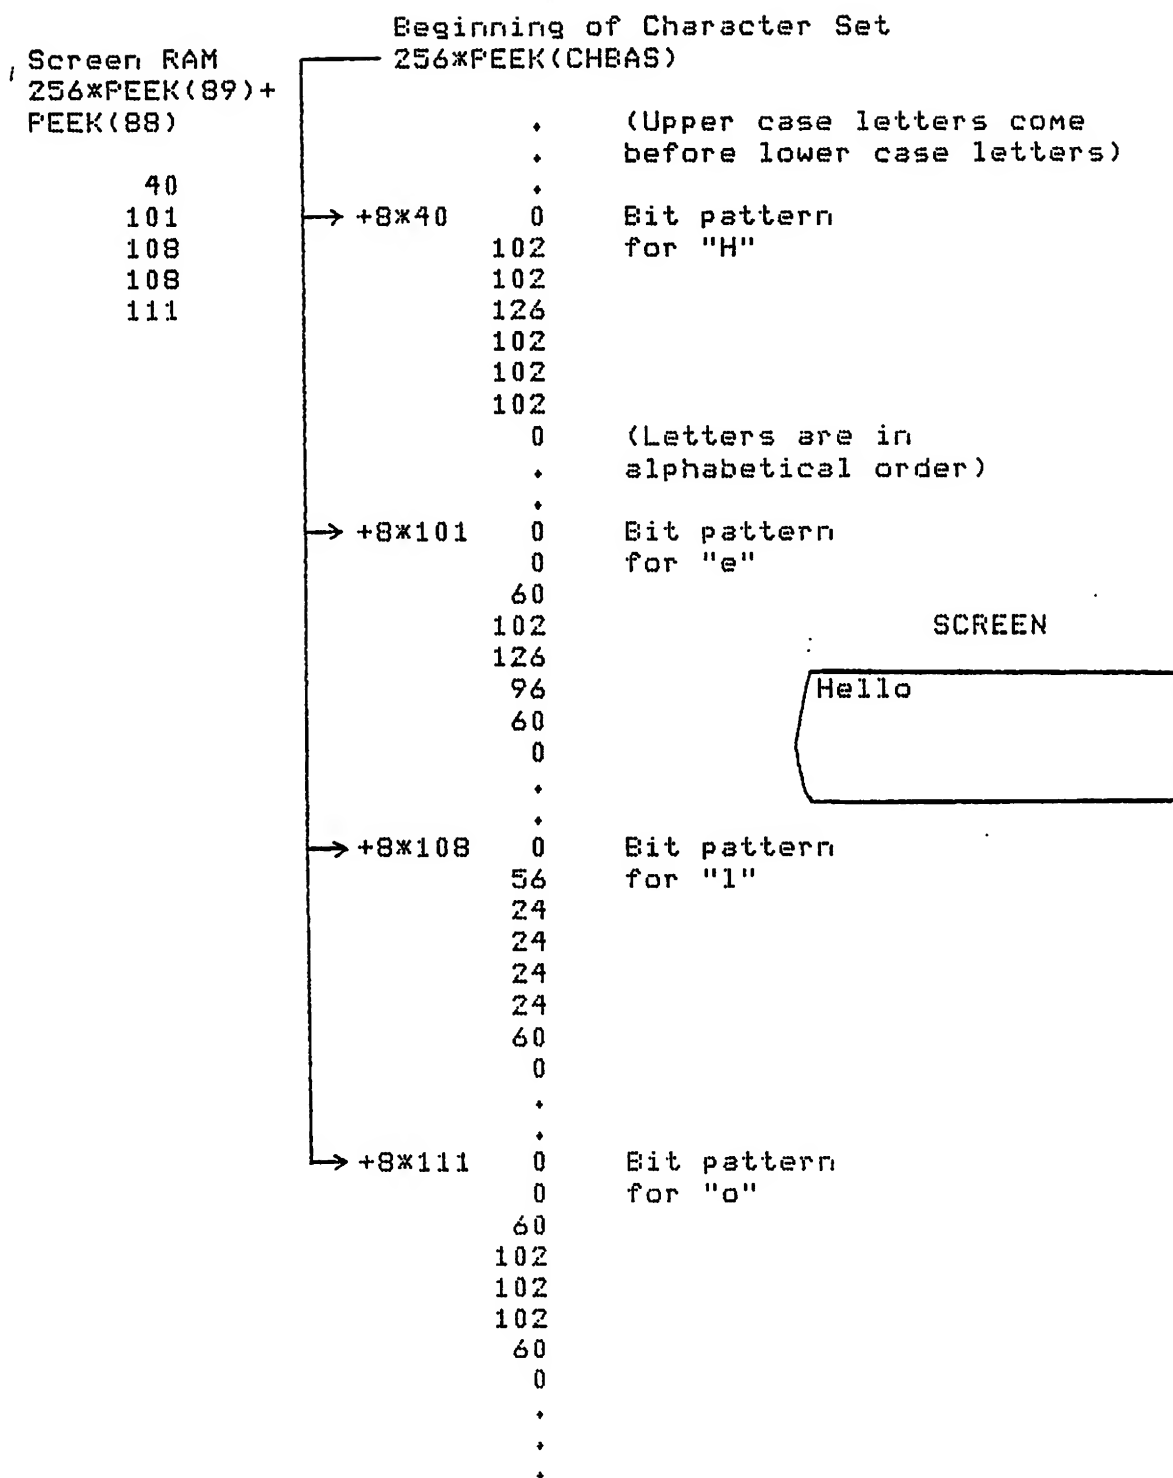 Beginning of Character Set
Screen RAM 256*PEEK(CHBAS)
256*PEEK(89)+
PEEK(88) . (Upper case letters come
. before lower case letters)
40 .
101 → +8*40 0 Bit pattern
108 102 for "H"
108 102
111 126
102
102
102
0 (Letters are in
. alphabetical order)
.
→ +8*101 0 Bit pattern
0 for "e"
60
102 SCREEN
126
96 Hello
60
0
.
.
→ +8*108 0 Bit pattern
56 for "l"
24
24
24
24
60
0
.
.
→ +8*111 0 Bit pattern
0 for "o"
60
102
102
102
60
0
.
.
.